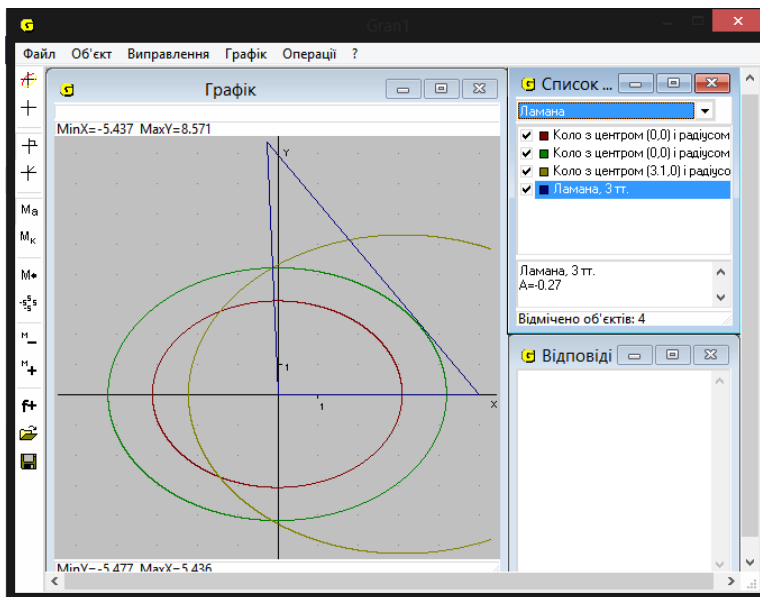 Gran1
Файл Об'єкт Виправлення Графік Операції ?
Графік
MinX=-5.437 MaxY=8.571
Y
1
1
X
MinY=-5.477 MaxX=5.436
Список ...
Ламана
Коло з центром (0,0) і радіусом
Коло з центром (0,0) і радіусом
Коло з центром (3.1,0) і радіусо
Ламана, 3 тт.
Ламана, 3 тт.
A=-0.27
Відмічено об'єктів: 4
Відповіді
Ma
Mк
M
-s s s s
M
M
f+